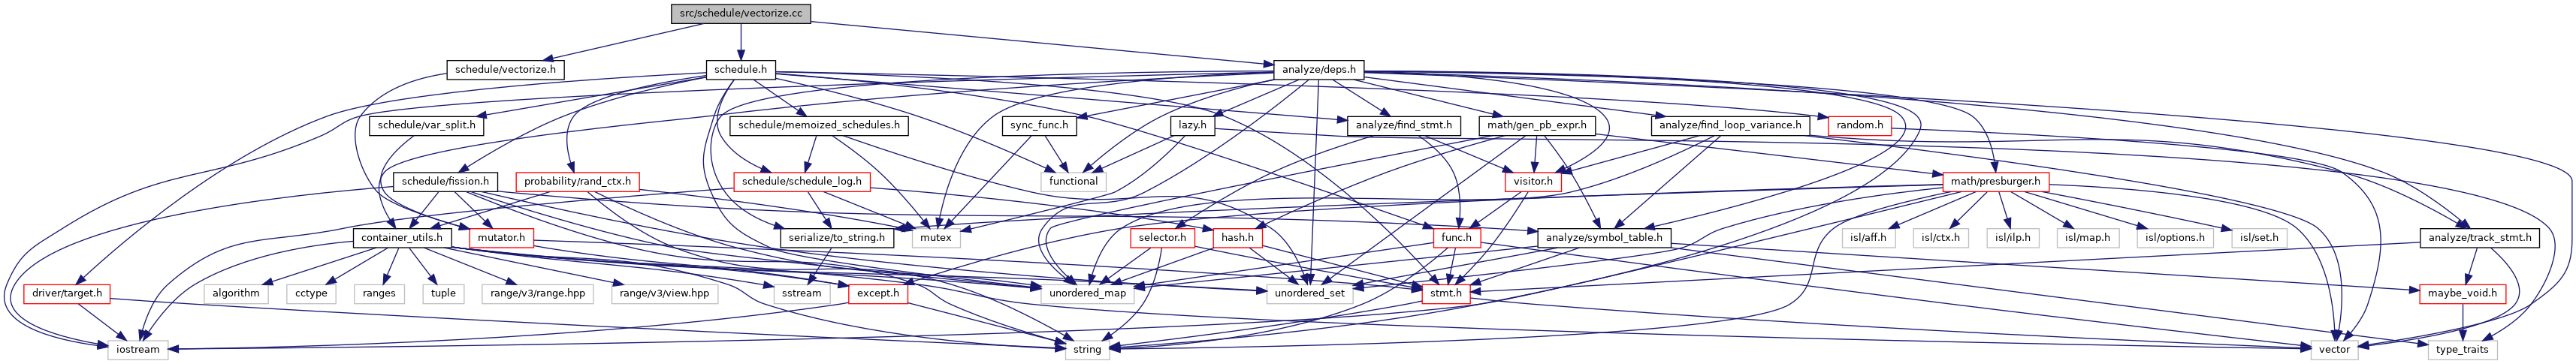 src/schedule/vectorize.cc
schedule/vectorize.h
schedule.h
analyze/deps.h
schedule/var_split.h
schedule/memoized_schedules.h
sync_func.h
lazy.h
analyze/find_stmt.h
math/gen_pb_expr.h
analyze/find_loop_variance.h
random.h
schedule/fission.h
probability/rand_ctx.h
schedule/schedule_log.h
functional
visitor.h
math/presburger.h
container_utils.h
mutator.h
serialize/to_string.h
mutex
selector.h
hash.h
func.h
analyze/symbol_table.h
isl/aff.h
isl/ctx.h
isl/ilp.h
isl/map.h
isl/options.h
isl/set.h
analyze/track_stmt.h
driver/target.h
algorithm
cctype
ranges
tuple
range/v3/range.hpp
range/v3/view.hpp
sstream
except.h
unordered_map
unordered_set
stmt.h
maybe_void.h
iostream
string
vector
type_traits